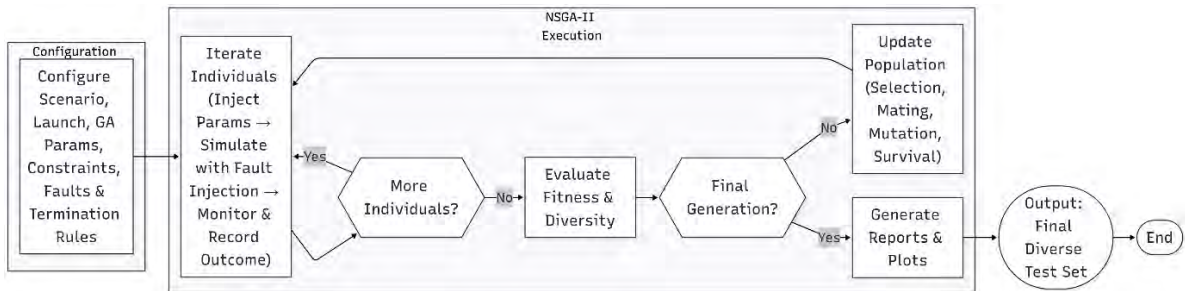 NSGA-II
Execution
Configuration
Configure
Scenario,
Launch, GA
Params,
Constraints,
Faults &
Termination
Rules
Iterate
Individuals
(Inject
Params →
Simulate
with Fault
Injection →
Monitor &
Record
Outcome)
Yes
More
Individuals?
No
Evaluate
Fitness &
Diversity
Final
Generation?
No
Update
Population
(Selection,
Mating,
Mutation,
Survival)
Yes
Generate
Reports &
Plots
Output:
Final
Diverse
Test Set
End